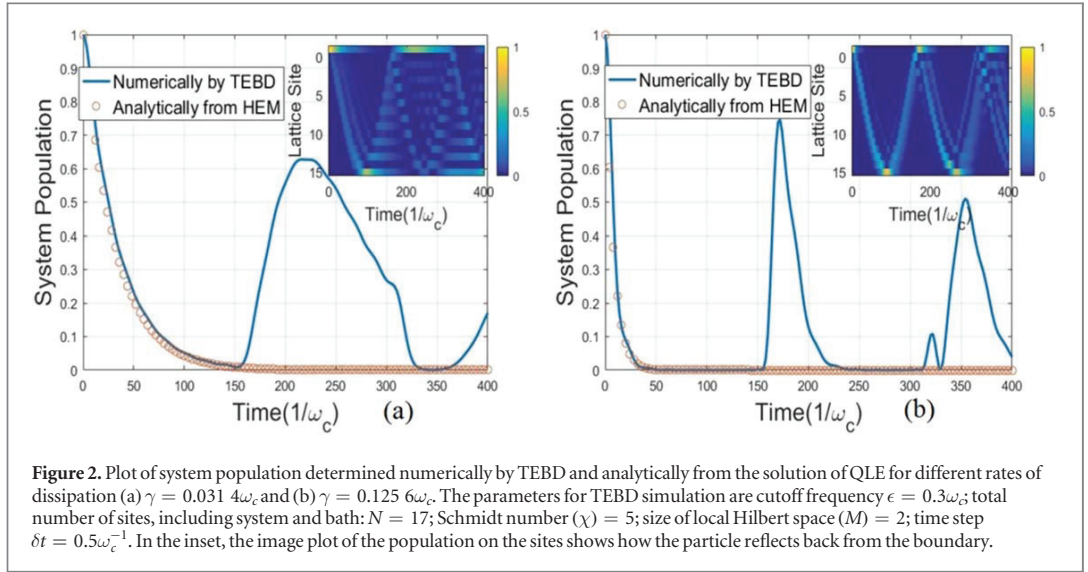 1
0.9
0.8
0.7
0.6
0.5
0.4
0.3
0.2
0.1
0
System Population
Numerically by TEBD
Analytically from HEM
0
5
10
15
Lattice Site
0 200 400
Time(1/ω_c)
1
0.5
0
0 50 100 150 200 250 300 350 400
Time(1/ω_c) (a)
1
0.9
0.8
0.7
0.6
0.5
0.4
0.3
0.2
0.1
0
System Population
Numerically by TEBD
Analytically from HEM
0
5
10
15
Lattice Site
0 200 400
Time(1/ω_c)
1
0.5
0
0 50 100 150 200 250 300 350 400
Time(1/ω_c) (b)
Figure 2. Plot of system population determined numerically by TEBD and analytically from the solution of QLE for different rates of
dissipation (a) γ = 0.031 4ω_c and (b) γ = 0.125 6ω_c. The parameters for TEBD simulation are cutoff frequency ϵ = 0.3ω_c; total
number of sites, including system and bath: N = 17; Schmidt number (χ) = 5; size of local Hilbert space (M) = 2; time step
δt = 0.5ω_c^{-1}. In the inset, the image plot of the population on the sites shows how the particle reflects back from the boundary.